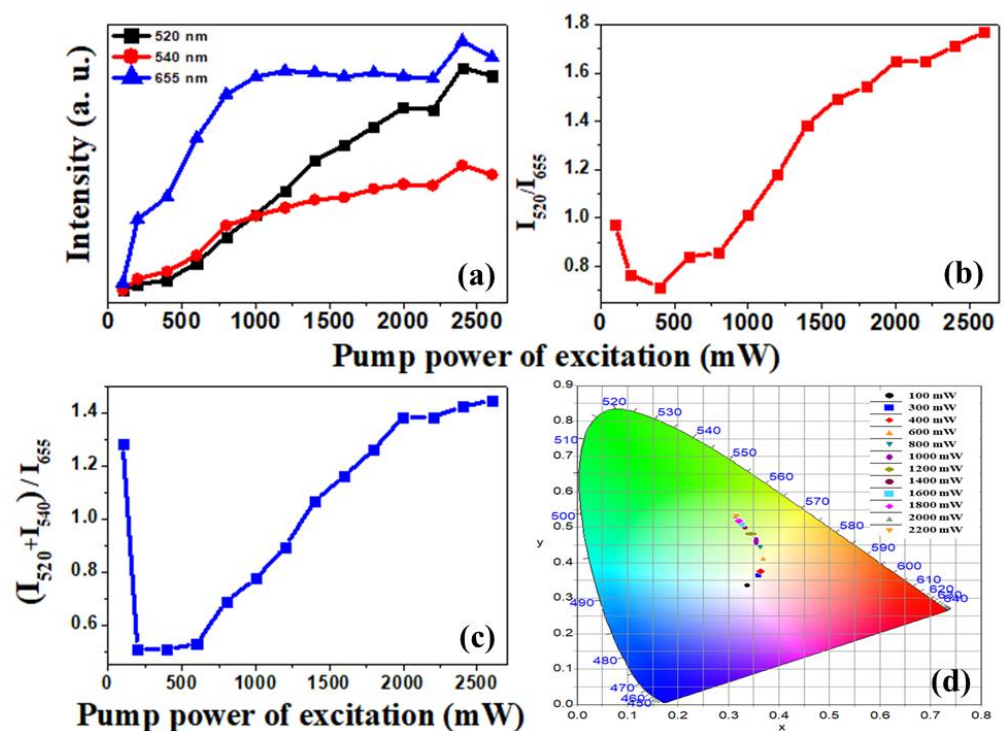 520 nm
540 nm
655 nm
Intensity (a. u.)
(a)
0 500 1000 1500 2000 2500
1.8
1.6
1.4
1.2
1.0
0.8
I520/I655
(b)
0 500 1000 1500 2000 2500
Pump power of excitation (mW)
1.4
1.2
1.0
0.8
0.6
(I520+I540) / I655
(c)
0 500 1000 1500 2000 2500
Pump power of excitation (mW)
0.9
0.8
0.7
0.6
0.5
y
0.4
0.3
0.2
0.1
0.0
0.0 0.1 0.2 0.3 0.4 0.5 0.6 0.7 0.8
x
520
530
540
550
560
570
580
590
600
610
620
630
640
510
500
490
480
470
460
450
100 mW
300 mW
400 mW
600 mW
800 mW
1000 mW
1200 mW
1400 mW
1600 mW
1800 mW
2000 mW
2200 mW
(d)